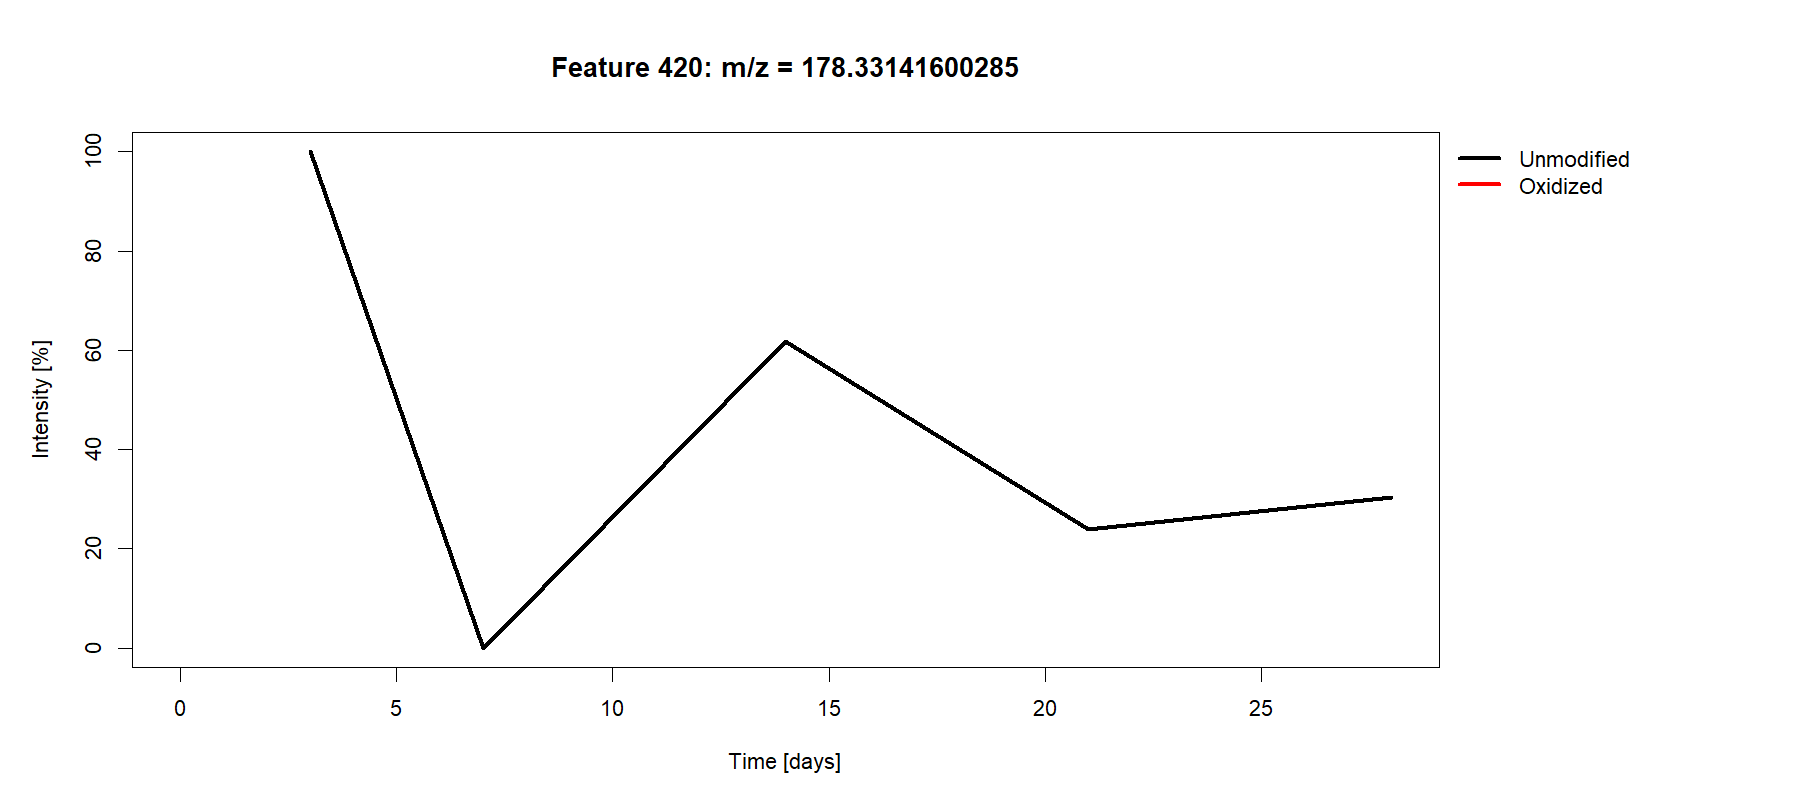 Feature 420: m/z = 178.33141600285
Unmodified
Oxidized
Intensity [%]
100
80
60
40
20
0
0 5 10 15 20 25
Time [days]